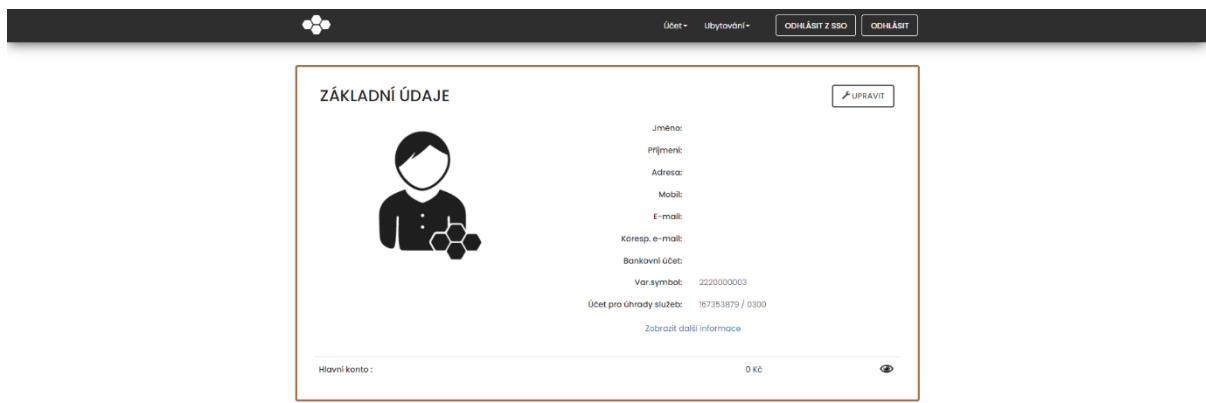 Účet Ubytování ODHLÁSIT Z SSO ODHLÁSIT
ZÁKLADNÍ ÚDAJE
UPRAVIT
Jméno:
Příjmení:
Adresa:
Mobil:
E-mail:
Koresp. e-mail:
Bankovní účet:
Var.symbol: 2220000003
Účet pro úhrady služeb: 167353879 / 0300
Zobrazit další informace
Hlavní konto : 0 Kč